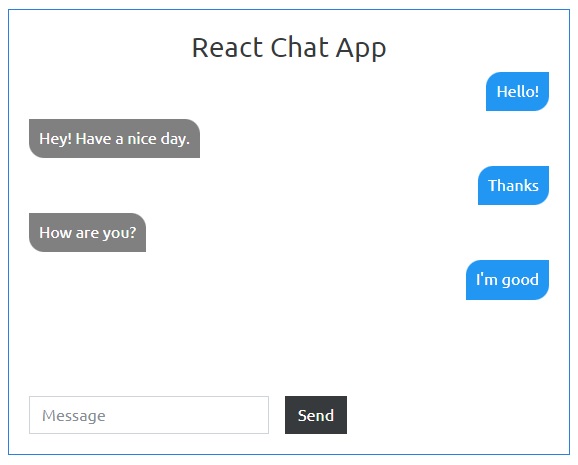 React Chat App
Hello!
Hey! Have a nice day.
Thanks
How are you?
I'm good
Message
Send